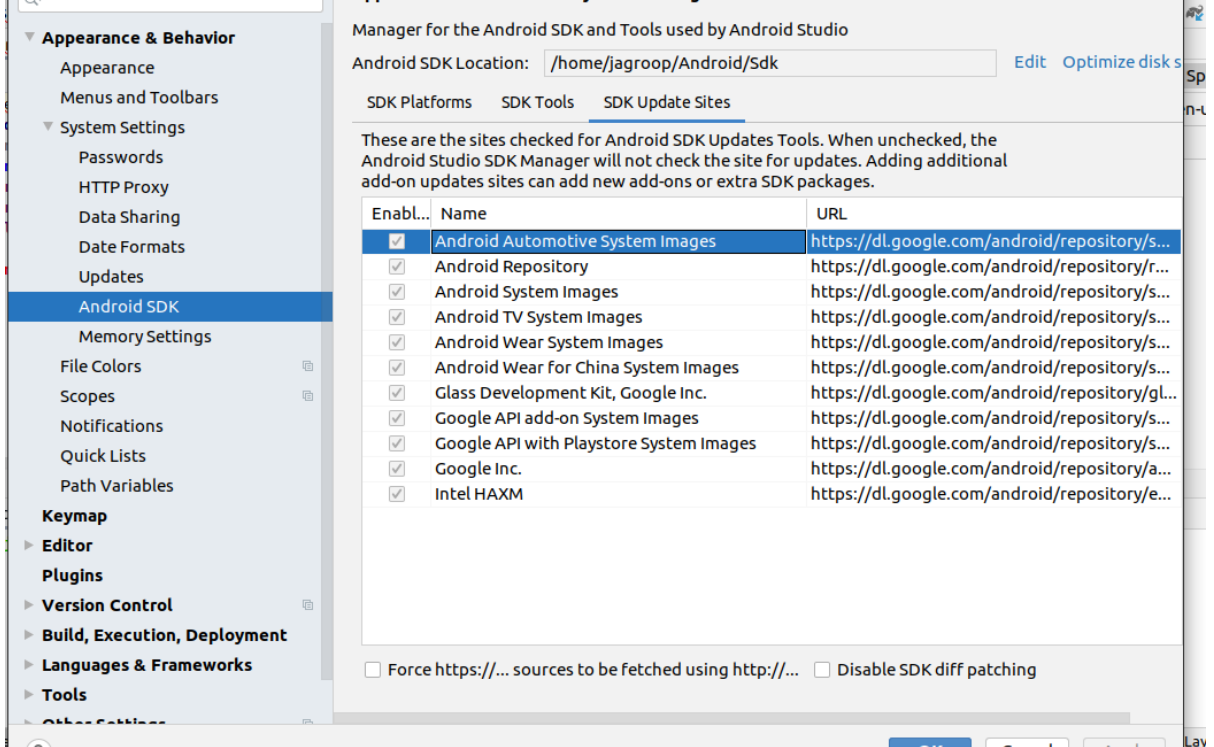 Appearance & Behavior
Appearance
Menus and Toolbars
System Settings
Passwords
HTTP Proxy
Data Sharing
Date Formats
Updates
Android SDK
Memory Settings
File Colors
Scopes
Notifications
Quick Lists
Path Variables
Keymap
Editor
Plugins
Version Control
Build, Execution, Deployment
Languages & Frameworks
Tools
Manager for the Android SDK and Tools used by Android Studio
Android SDK Location: /home/jagroop/Android/Sdk Edit Optimize disk s
SDK Platforms SDK Tools SDK Update Sites
These are the sites checked for Android SDK Updates Tools. When unchecked, the
Android Studio SDK Manager will not check the site for updates. Adding additional
add-on updates sites can add new add-ons or extra SDK packages.
Enabl... Name URL
Android Automotive System Images https://dl.google.com/android/repository/s...
Android Repository https://dl.google.com/android/repository/r...
Android System Images https://dl.google.com/android/repository/s...
Android TV System Images https://dl.google.com/android/repository/s...
Android Wear System Images https://dl.google.com/android/repository/s...
Android Wear for China System Images https://dl.google.com/android/repository/s...
Glass Development Kit, Google Inc. https://dl.google.com/android/repository/gl...
Google API add-on System Images https://dl.google.com/android/repository/s...
Google API with Playstore System Images https://dl.google.com/android/repository/s...
Google Inc. https://dl.google.com/android/repository/a...
Intel HAXM https://dl.google.com/android/repository/e...
Force https://... sources to be fetched using http://... Disable SDK diff patching
Sp
n-u
Lay